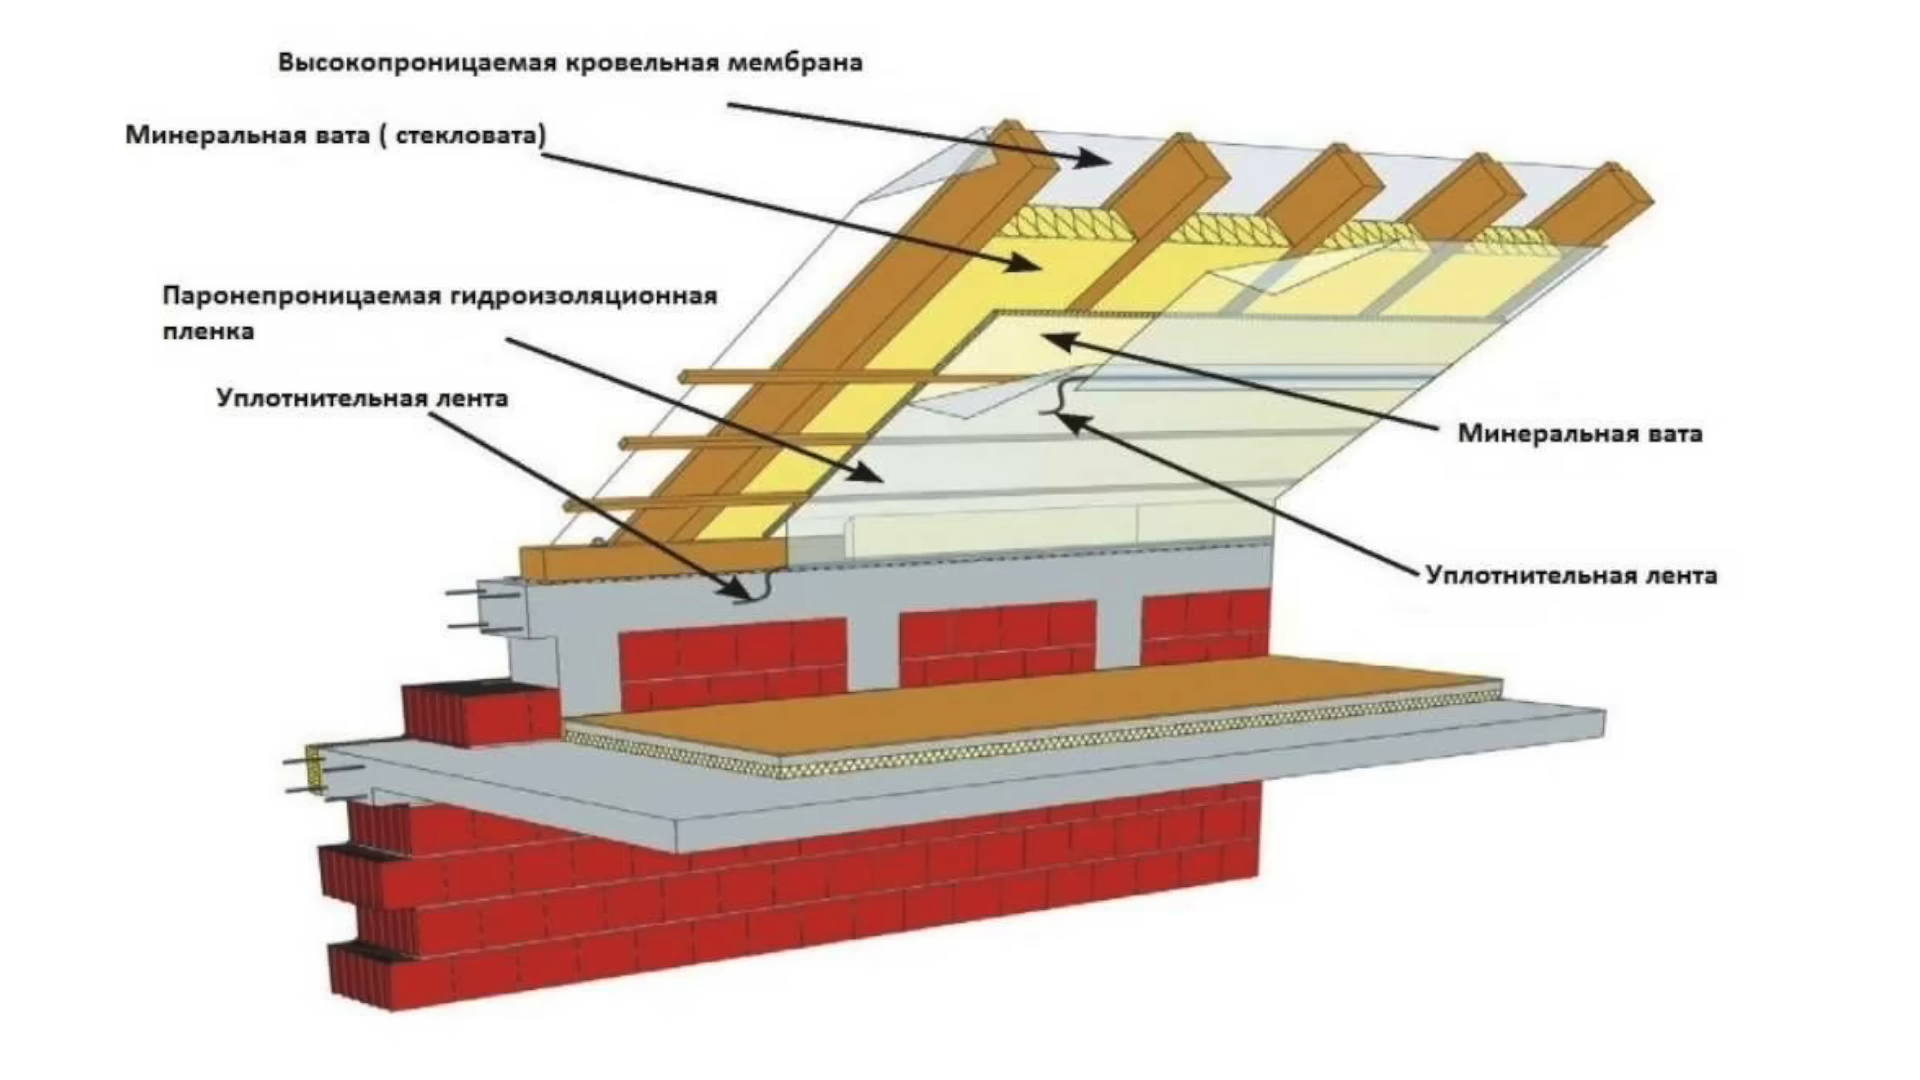 Высокопроницаемая кровельная мембрана
Минеральная вата ( стекловата)
Паронепроницаемая гидроизоляционная
пленка
Уплотнительная лента
Минеральная вата
Уплотнительная лента